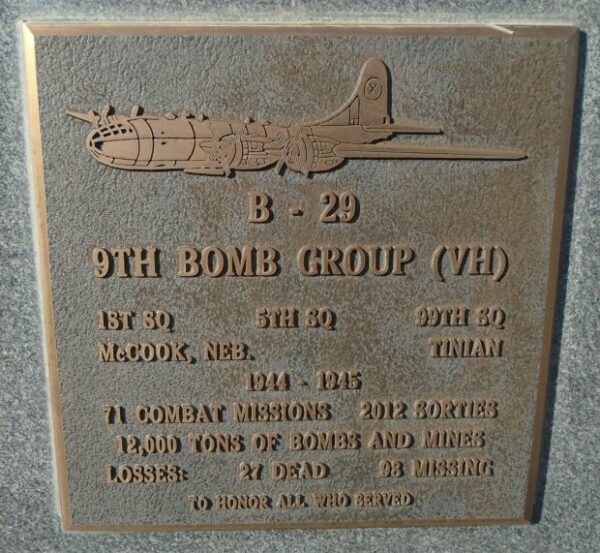 B - 29
9TH BOMB GROUP (VH)
1ST SQ 5TH SQ 99TH SQ
McCOOK, NEB. TINIAN
1944 - 1945
71 COMBAT MISSIONS 2012 SORTIES
12,000 TONS OF BOMBS AND MINES
LOSSES: 27 DEAD 98 MISSING
TO HONOR ALL WHO SERVED